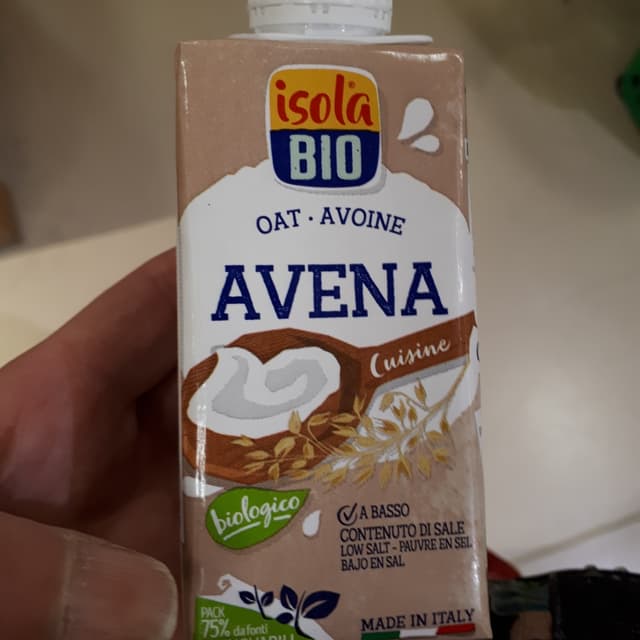 isola
BIO
OAT · AVOINE
AVENA
Cuisine
biologico
A BASSO
CONTENUTO DI SALE
LOW SALT - PAUVRE EN SEL
BAJO EN SAL
PACK
75% da fonti
MADE IN ITALY